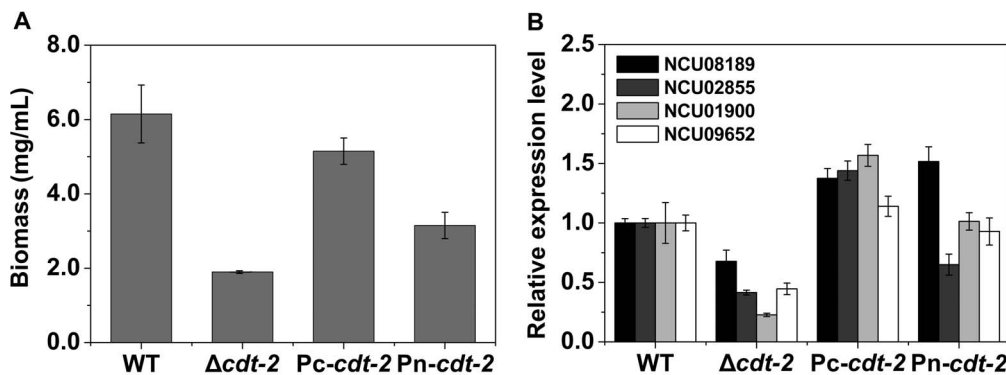 A
Biomass (mg/mL)
8.0
6.0
4.0
2.0
0.0
WT
Δcdt-2
Pc-cdt-2
Pn-cdt-2
B
Relative expression level
2.5
2.0
1.5
1.0
0.5
0.0
NCU08189
NCU02855
NCU01900
NCU09652
WT
Δcdt-2
Pc-cdt-2
Pn-cdt-2